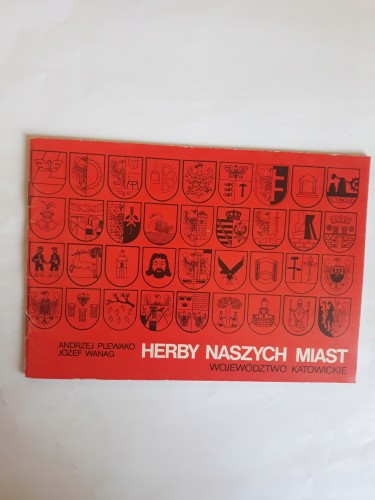 ANDRZEJ PLEWAKO
JÓZEF WANAG
HERBY NASZYCH MIAST
WOJEWÓDZTWO KATOWICKIE